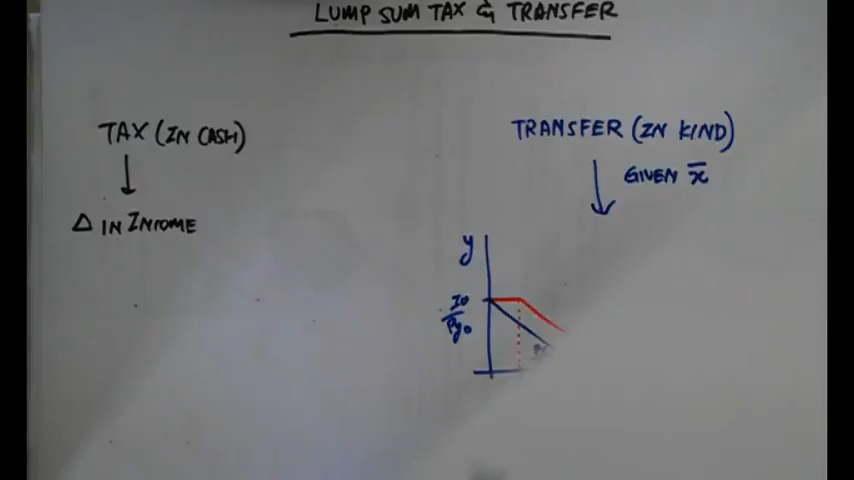 LUMP SUM TAX & TRANSFER
TAX (IN CASH)
Δ IN INCOME
TRANSFER (IN KIND)
GIVEN x̄
y
I0
Py0